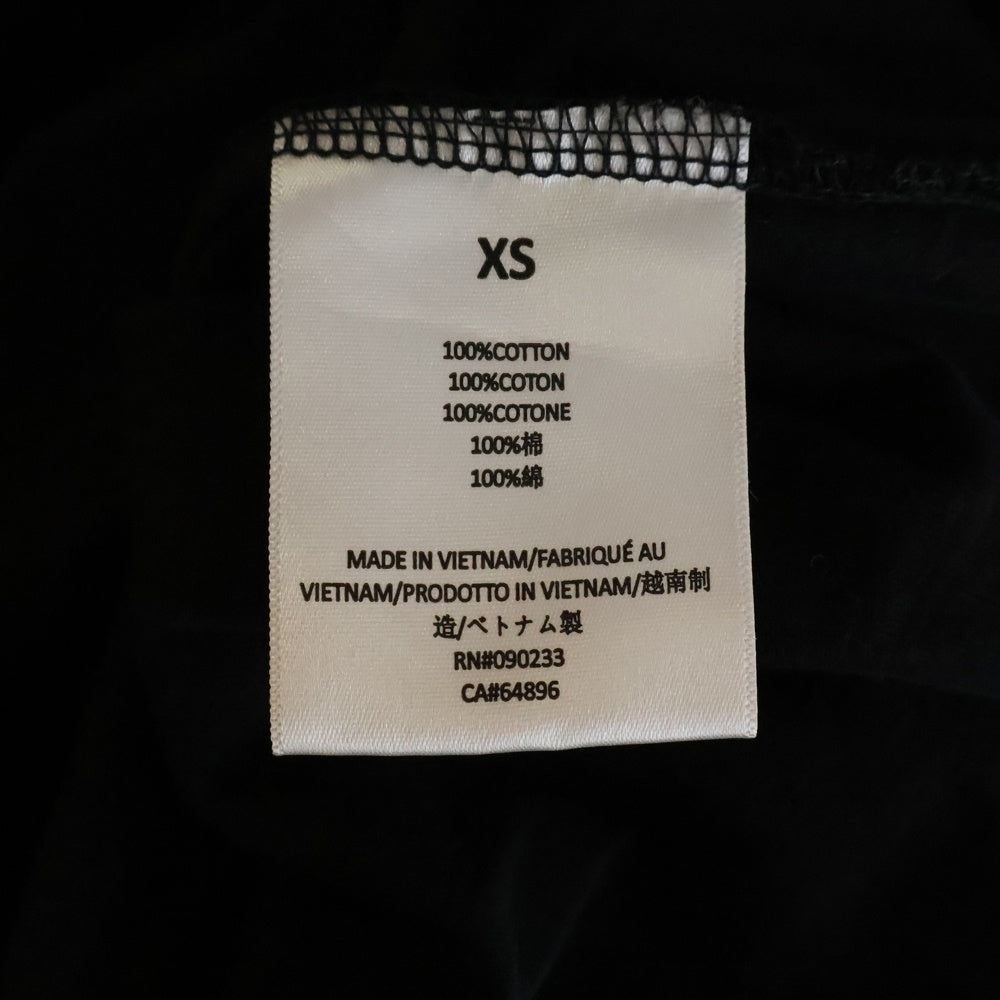 XS
100%COTTON
100%COTON
100%COTONE
100%棉
100%綿
MADE IN VIETNAM/FABRIQUÉ AU
VIETNAM/PRODOTTO IN VIETNAM/越南制
造/ベトナム製
RN#090233
CA#64896